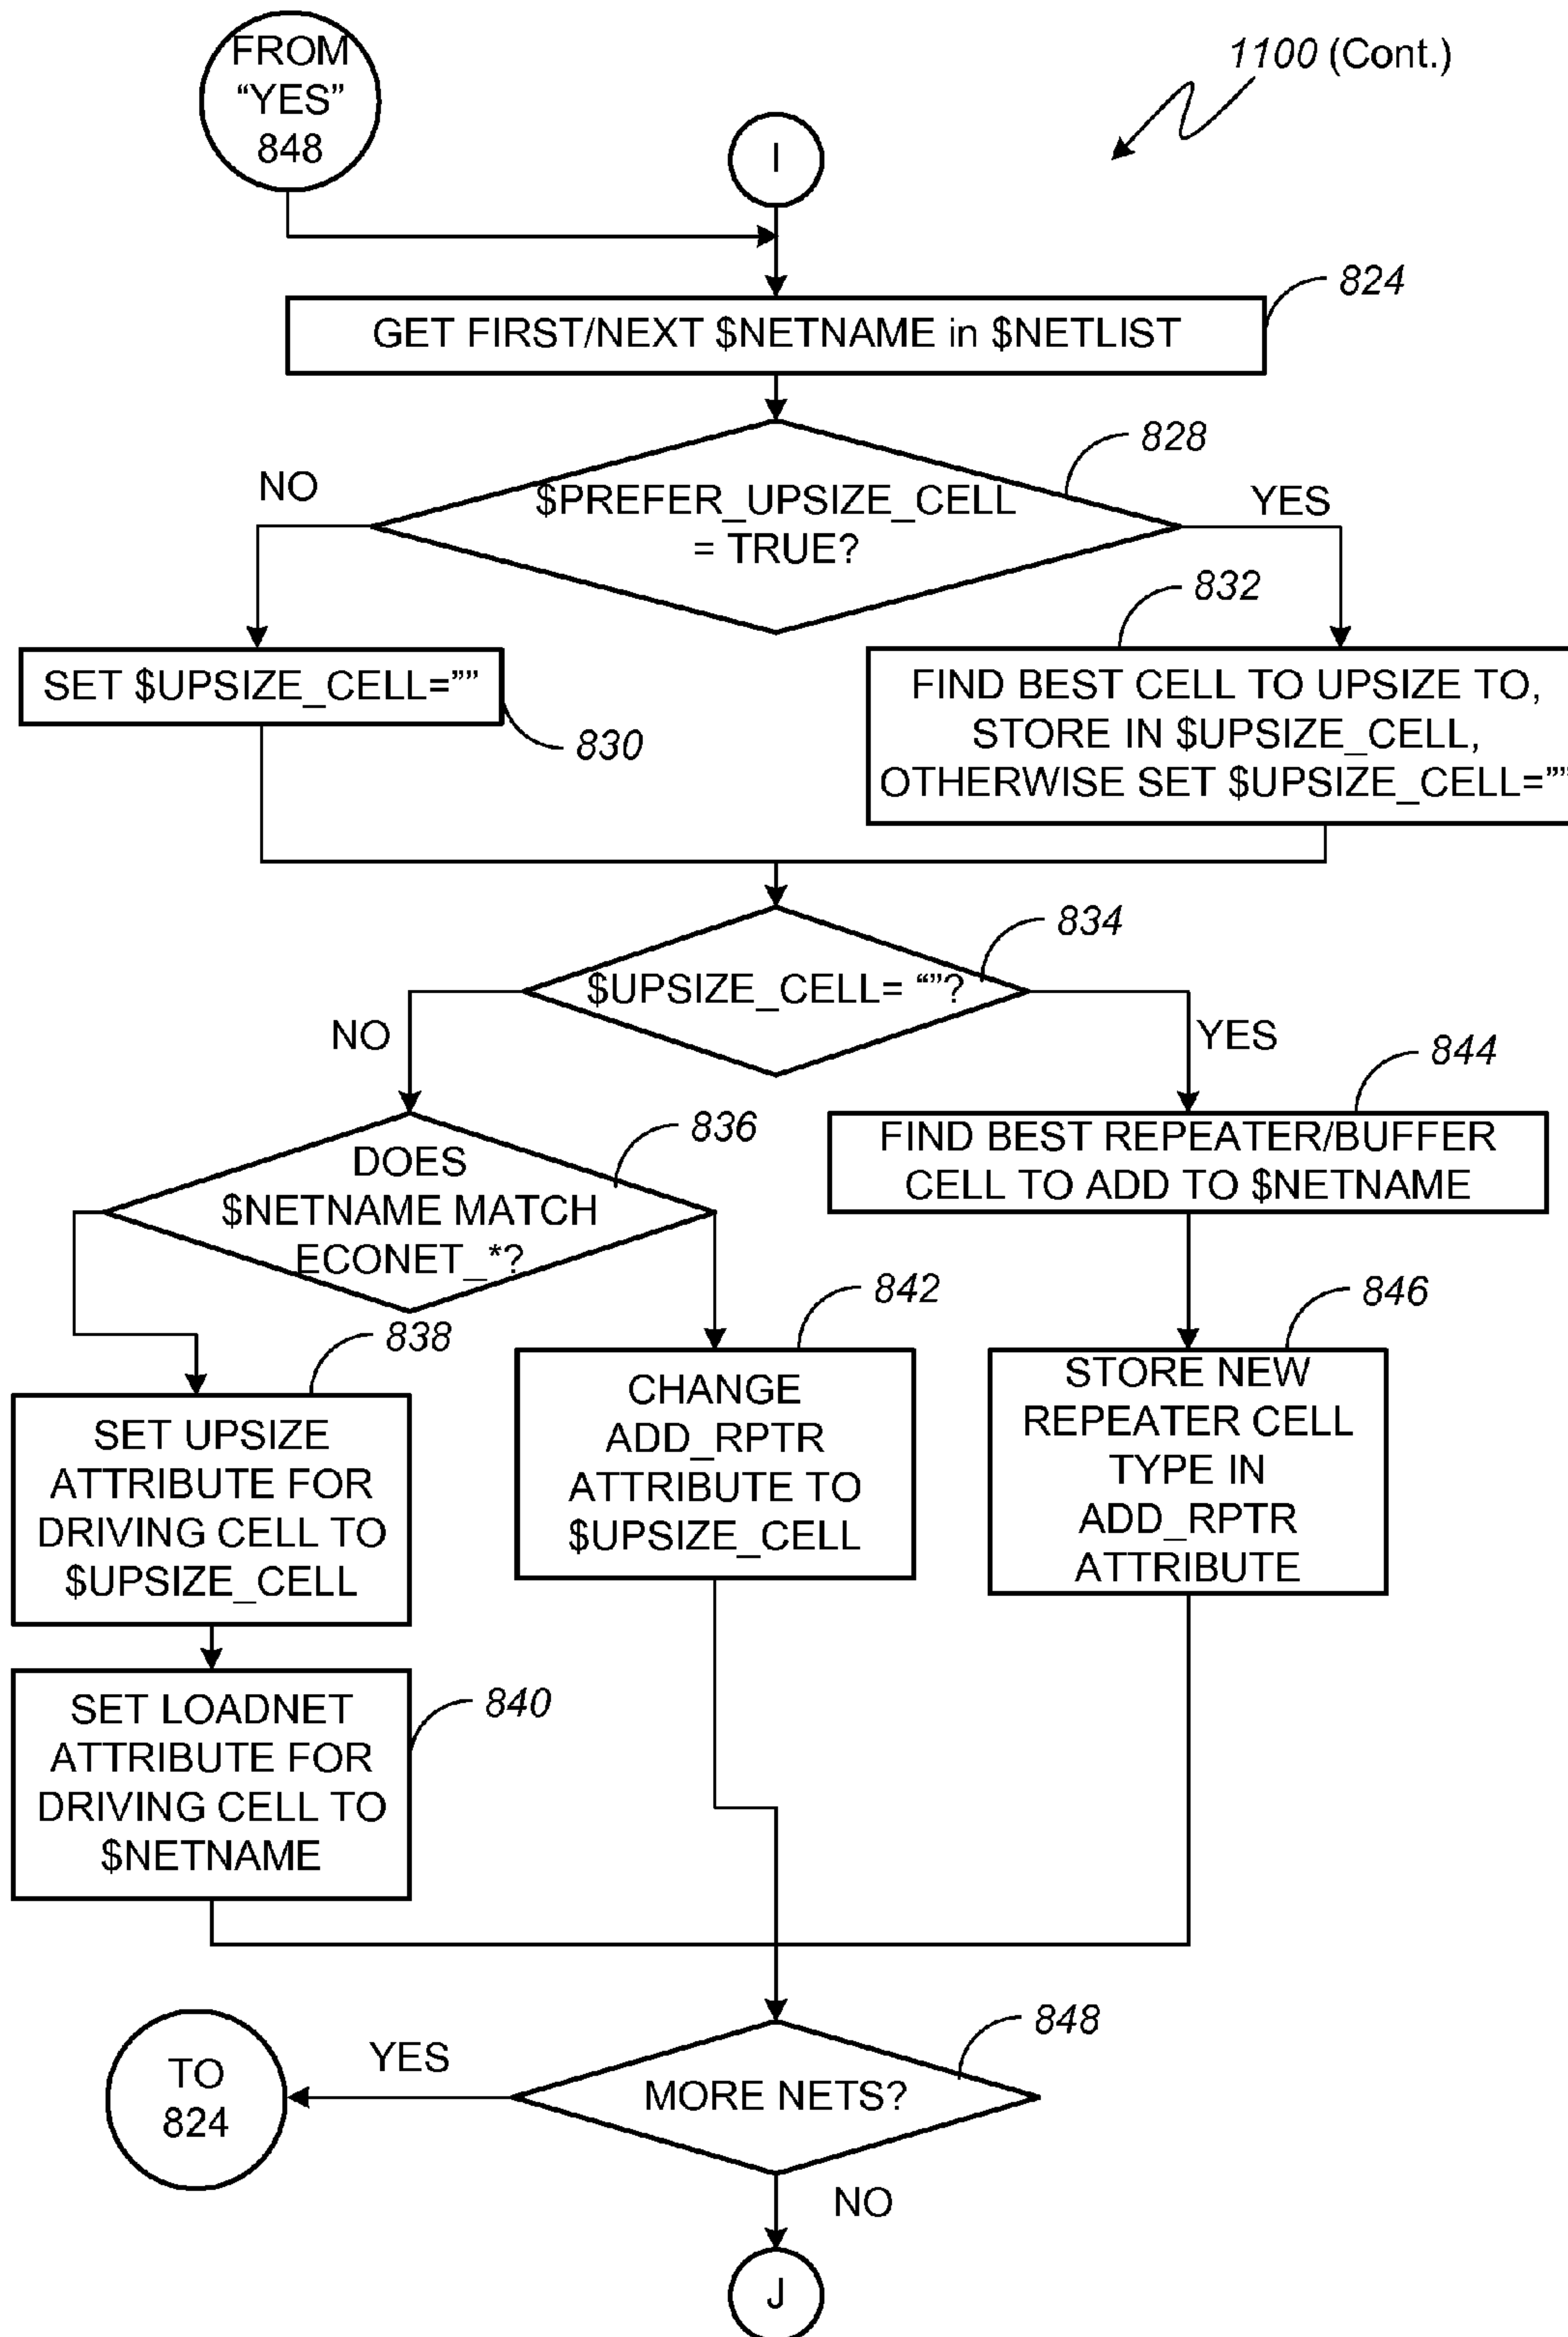 FROM
“YES”
848
1100 (Cont.)
I
824
GET FIRST/NEXT $NETNAME in $NETLIST
828
NO
$PREFER_UPSIZE_CELL
= TRUE?
YES
832
SET $UPSIZE_CELL=””
830
FIND BEST CELL TO UPSIZE TO,
STORE IN $UPSIZE_CELL,
OTHERWISE SET $UPSIZE_CELL=””
834
$UPSIZE_CELL= “”?
NO
YES
844
836
DOES
$NETNAME MATCH
ECONET_*?
FIND BEST REPEATER/BUFFER
CELL TO ADD TO $NETNAME
842
846
838
SET UPSIZE
ATTRIBUTE FOR
DRIVING CELL TO
$UPSIZE_CELL
CHANGE
ADD_RPTR
ATTRIBUTE TO
$UPSIZE_CELL
STORE NEW
REPEATER CELL
TYPE IN
ADD_RPTR
ATTRIBUTE
SET LOADNET
ATTRIBUTE FOR
DRIVING CELL TO
$NETNAME
840
848
TO
824
YES
MORE NETS?
NO
J